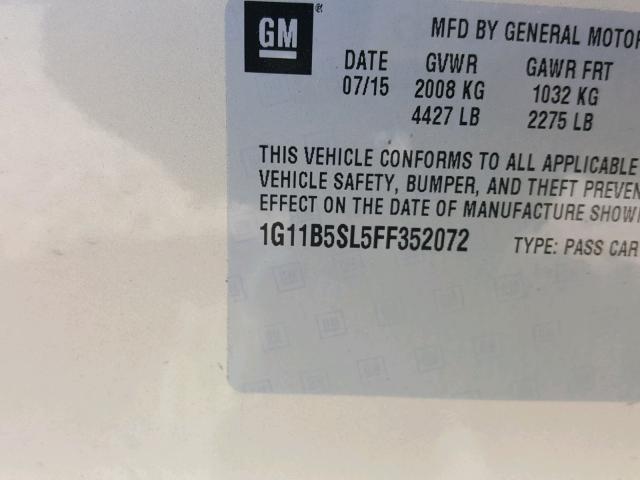 GM ®
MFD BY GENERAL MOTOR
DATE GVWR GAWR FRT
07/15 2008 KG 1032 KG
4427 LB 2275 LB
THIS VEHICLE CONFORMS TO ALL APPLICABLE
VEHICLE SAFETY, BUMPER, AND THEFT PREVEN
EFFECT ON THE DATE OF MANUFACTURE SHOW
1G11B5SL5FF352072 TYPE: PASS CAR